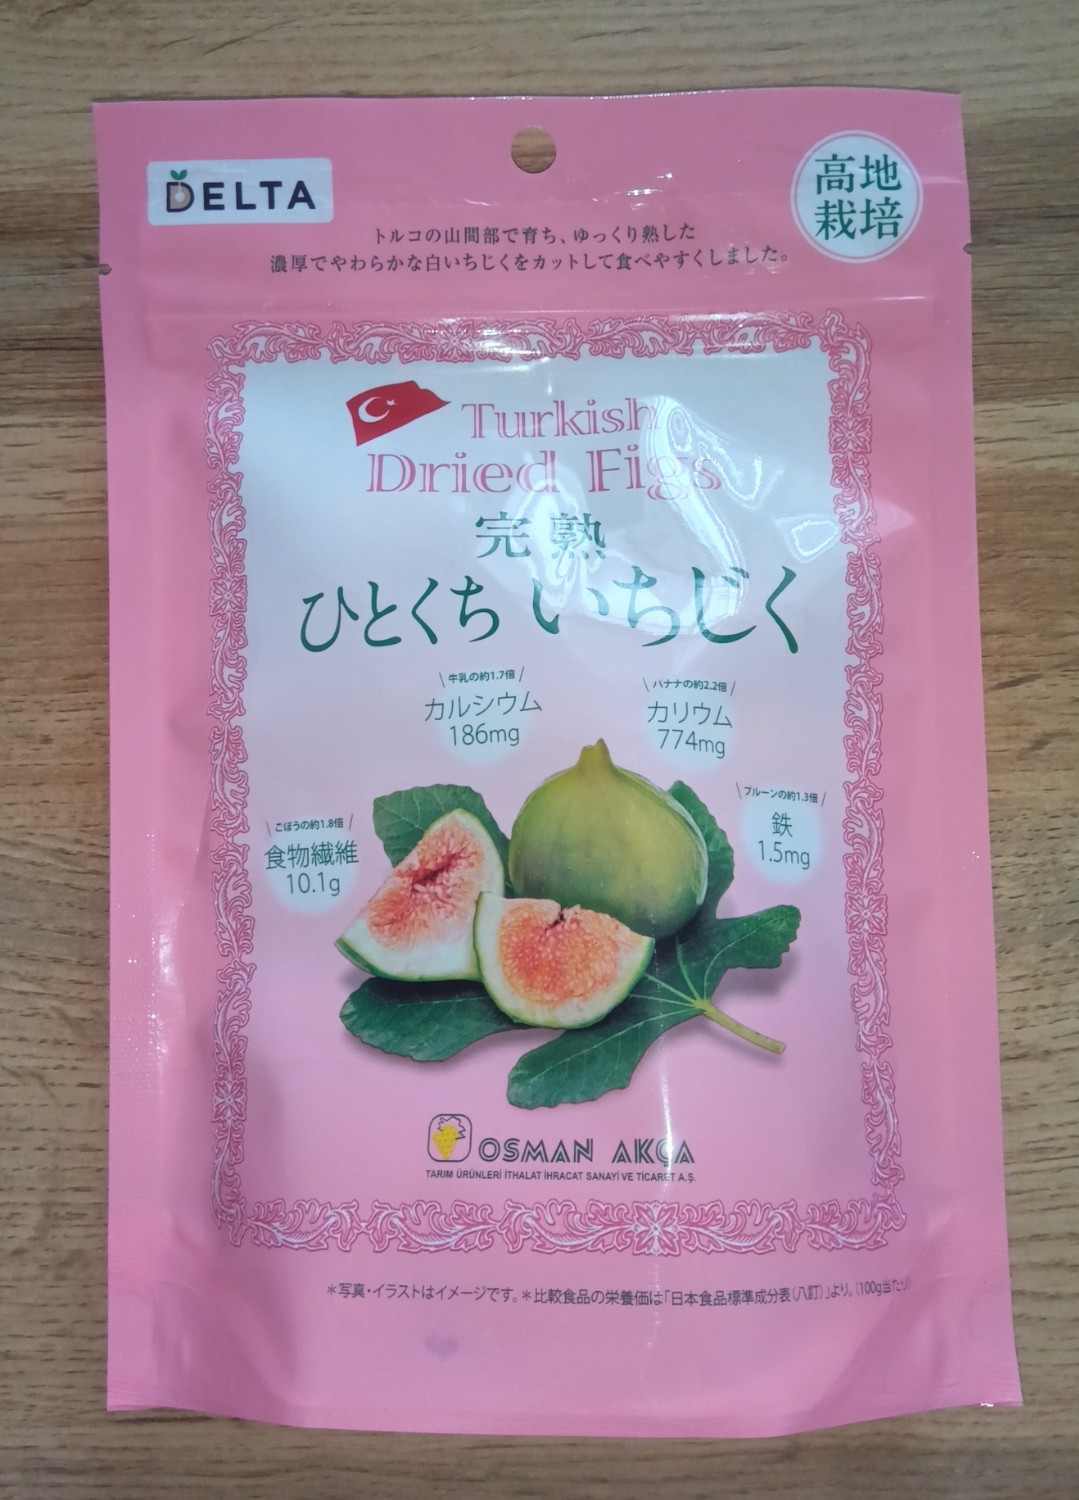 DELTA
高地
栽培
トルコの山間部で育ち、ゆっくり熟した
濃厚でやわらかな白いちじくをカットして食べやすくしました。
Turkish
Dried Figs
完熟
ひとくち いちじく
牛乳の約1.7倍
カルシウム
186mg
バナナの約2.2倍
カリウム
774mg
プルーンの約1.3倍
鉄
1.5mg
ごぼうの約1.8倍
食物繊維
10.1g
OSMAN AKÇA
TARIM ÜRÜNLERİ İTHALAT İHRACAT SANAYİ VE TİCARET A.Ş.
＊写真・イラストはイメージです。＊比較食品の栄養価は「日本食品標準成分表（八訂）」より。（100g当たり）